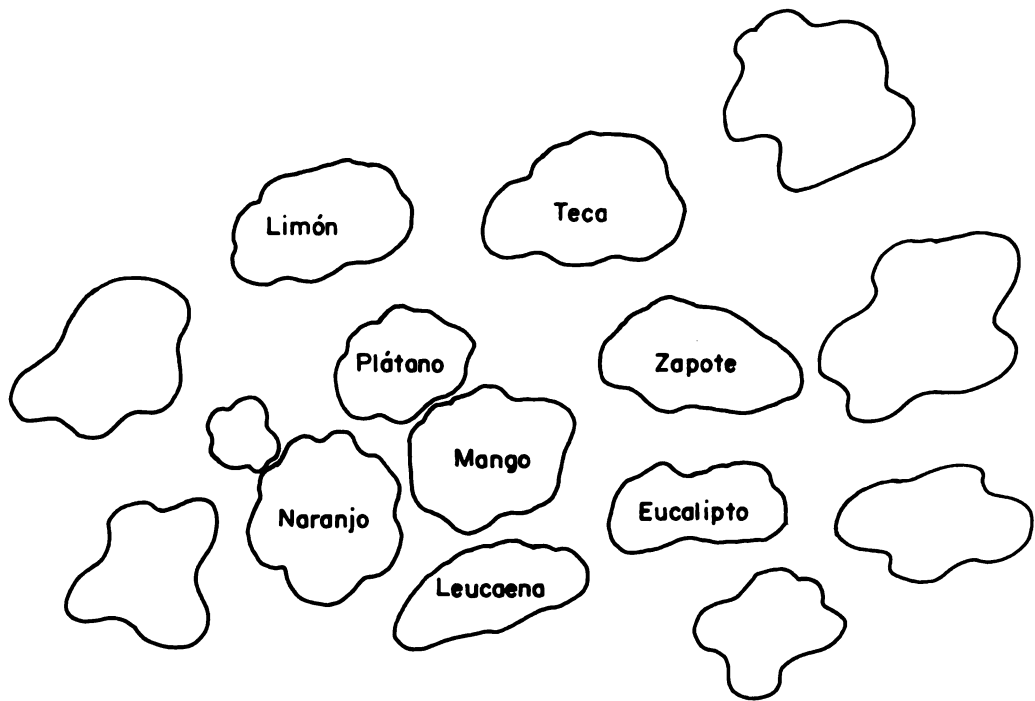 Limón
Teca
Plátano
Zapote
Mango
Naranjo
Eucalipto
Leucaena